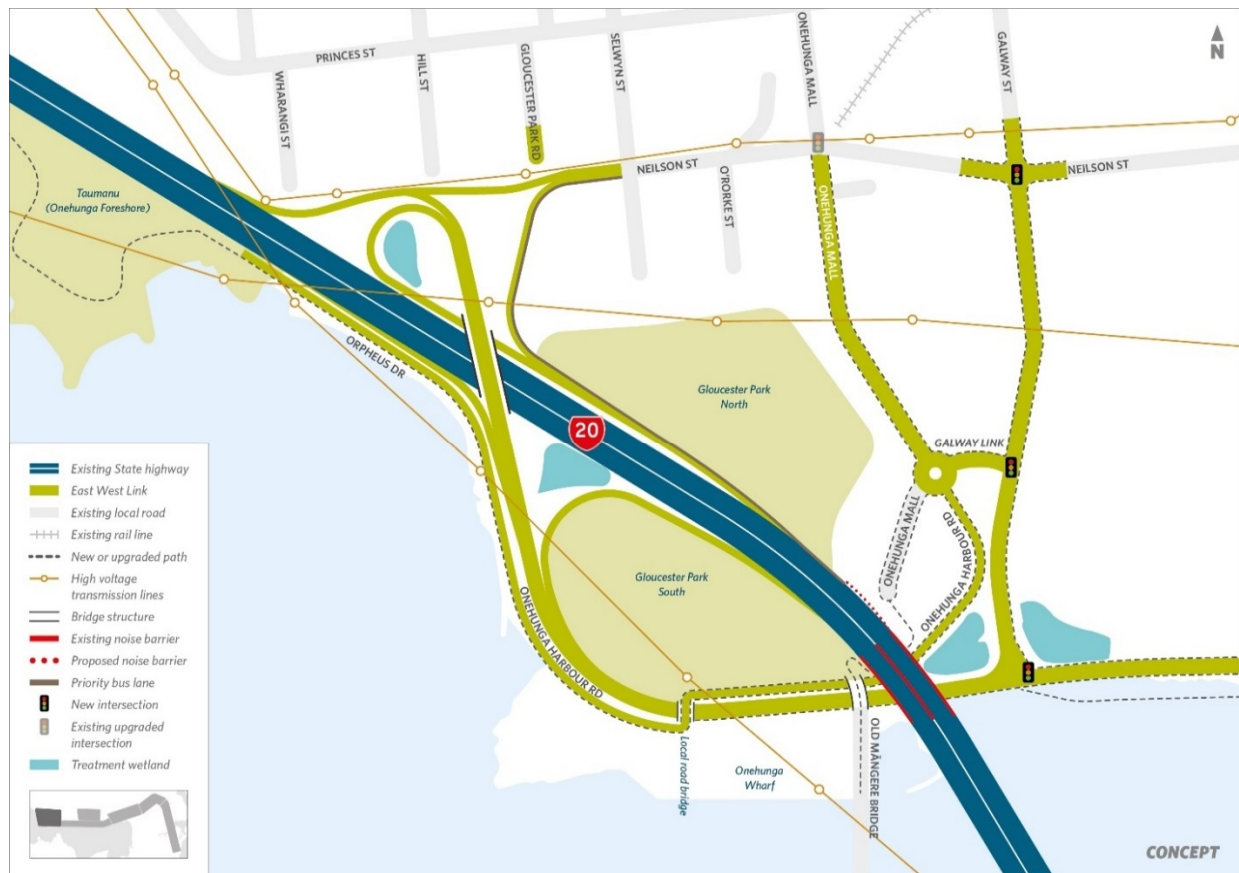 PRINCES ST
WHARANGI ST
HILL ST
GLOUCESTER PARK RD
SELWYN ST
ONEHUNGA MALL
GALWAY ST
N
NEILSON ST
O'RORKE ST
NEILSON ST
ONEHUNGA MALL
Taumanu
(Onehunga Foreshore)
ORPHEUS DR
Gloucester Park
North
20
GALWAY LINK
ONEHUNGA MALL
ONEHUNGA HARBOUR RD
Gloucester Park
South
ONEHUNGA HARBOUR RD
Local road bridge
Onehunga
Wharf
OLD MĀNGERE BRIDGE
Existing State highway
East West Link
Existing local road
Existing rail line
New or upgraded path
High voltage
transmission lines
Bridge structure
Existing noise barrier
Proposed noise barrier
Priority bus lane
New intersection
Existing upgraded
intersection
Treatment wetland
CONCEPT